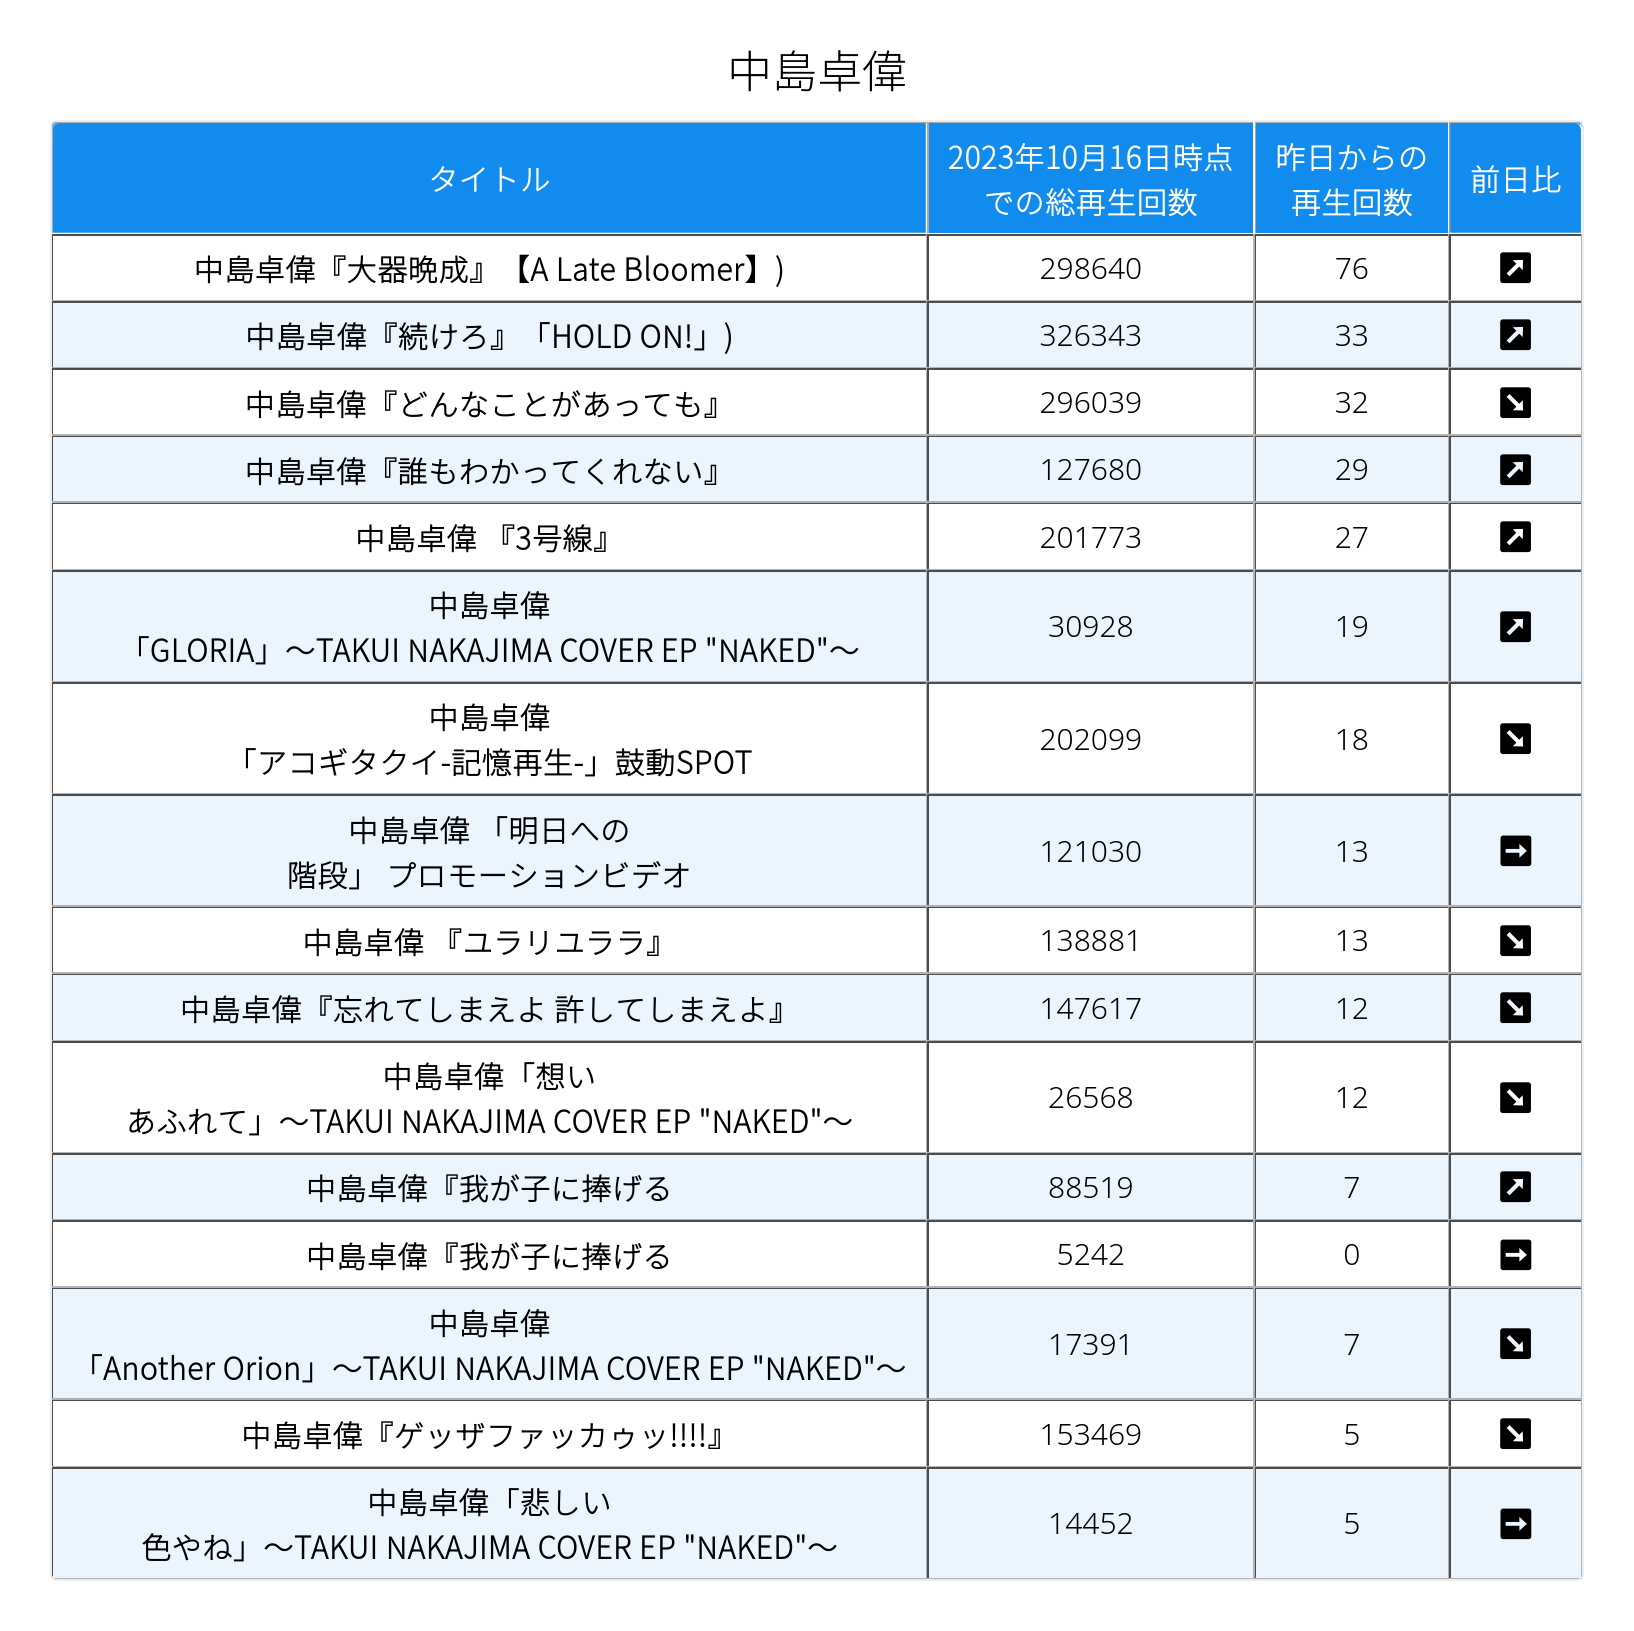 中島卓偉
タイトル
2023年10月16日時点
での総再生回数
昨日からの
再生回数
前日比
中島卓偉『大器晩成』【A Late Bloomer】)
298640
76
中島卓偉『続けろ』「HOLD ON!」)
326343
33
中島卓偉『どんなことがあっても』
296039
32
中島卓偉『誰もわかってくれない』
127680
29
中島卓偉 『3号線』
201773
27
中島卓偉
「GLORIA」〜TAKUI NAKAJIMA COVER EP "NAKED"〜
30928
19
中島卓偉
「アコギタクイ-記憶再生-」鼓動SPOT
202099
18
中島卓偉 「明日への
階段」 プロモーションビデオ
121030
13
中島卓偉 『ユラリユララ』
138881
13
中島卓偉『忘れてしまえよ 許してしまえよ』
147617
12
中島卓偉「想い
あふれて」〜TAKUI NAKAJIMA COVER EP "NAKED"〜
26568
12
中島卓偉『我が子に捧げる
88519
7
中島卓偉『我が子に捧げる
5242
0
中島卓偉
「Another Orion」〜TAKUI NAKAJIMA COVER EP "NAKED"〜
17391
7
中島卓偉『ゲッザファッカゥッ!!!!』
153469
5
中島卓偉「悲しい
色やね」〜TAKUI NAKAJIMA COVER EP "NAKED"〜
14452
5